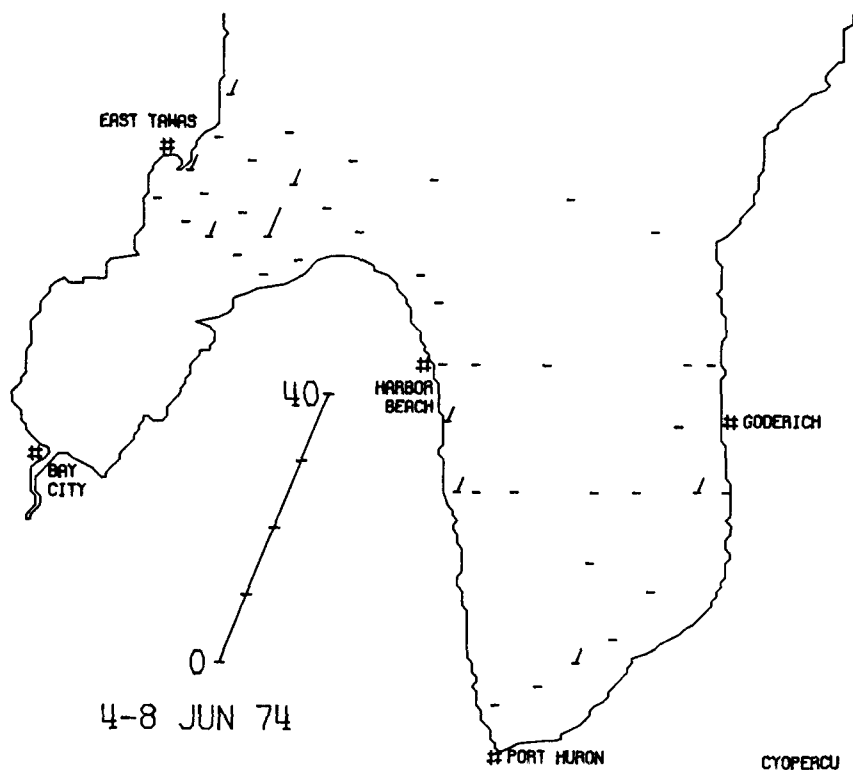 EAST TAWAS
40
HARBOR
BEACH
GODERICH
BAY
CITY
0
4-8 JUN 74
PORT HURON
CYOPERCU